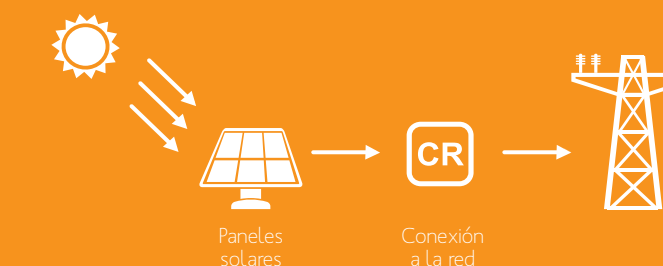 CR
Paneles
solares
Conexión
a la red